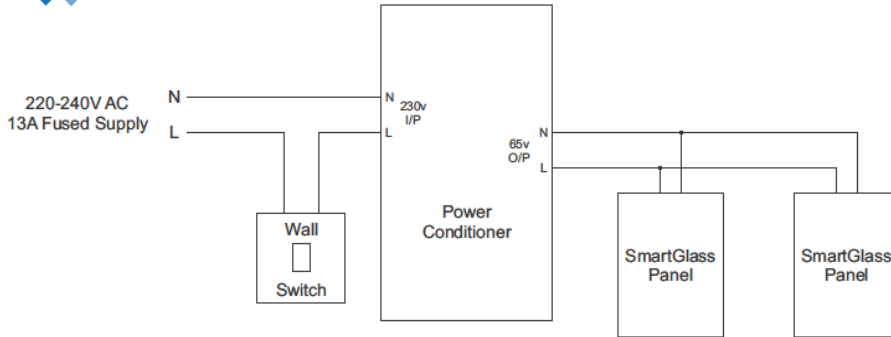 220-240V AC
13A Fused Supply
N
L
N
230v
I/P
L
Wall
Switch
Power
Conditioner
N
65v
O/P
L
SmartGlass
Panel
SmartGlass
Panel